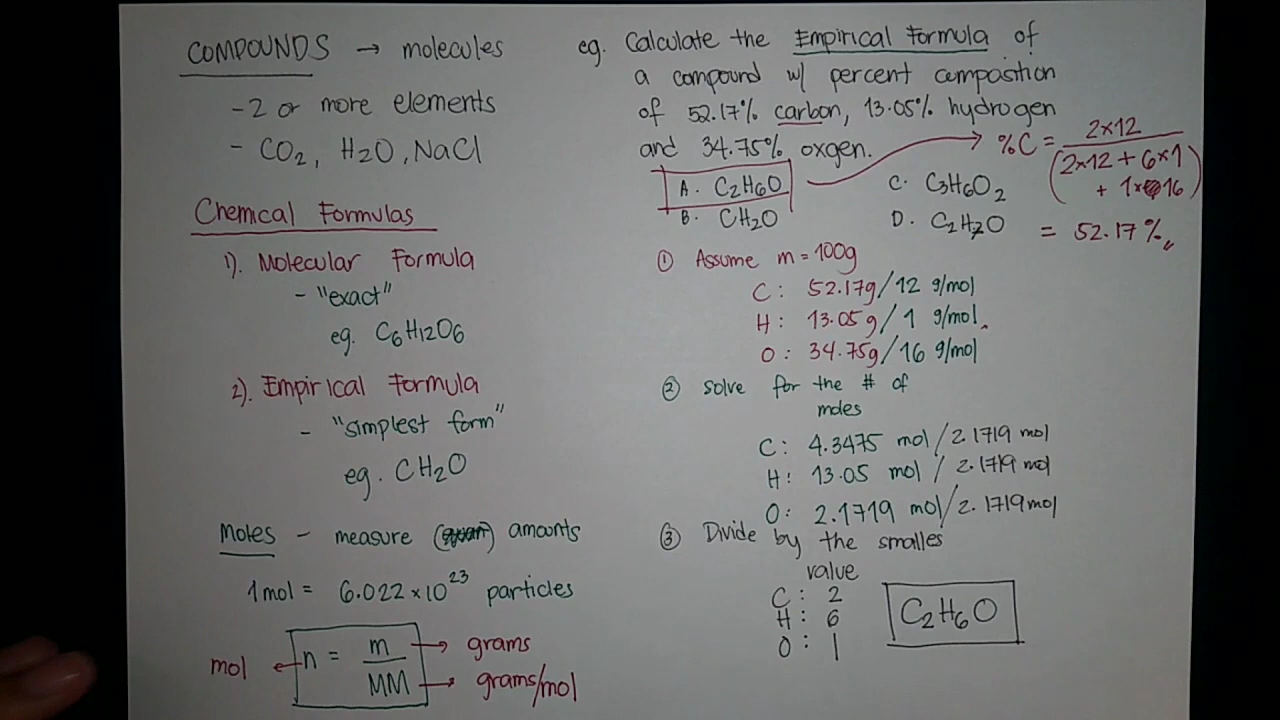 COMPOUNDS → molecules
- 2 or more elements
- CO2, H2O, NaCl
Chemical Formulas
1). Molecular Formula
- "exact"
eg. C6H12O6
2). Empirical Formula
- "simplest form"
eg. CH2O
Moles - measure () amounts
1mol = 6.022 × 10^23 particles
mol ← n = m/MM → grams
→ grams/mol
eg. Calculate the Empirical Formula of
a compound w/ percent composition
of 52.17% carbon, 13.05% hydrogen
and 34.75% oxgen.
A. C2H6O
B. CH2O
C. C3H6O2
D. C2H7O
→ %C = 2×12
(2×12 + 6×1
+ 1×16)
= 52.17%
① Assume m = 100g
C: 52.17g/12 g/mol
H: 13.05g/1 g/mol.
O: 34.75g/16 g/mol
② Solve for the # of
moles
C: 4.3475 mol/2.1719 mol
H: 13.05 mol / 2.1719 mol
O: 2.1719 mol/2.1719 mol
③ Divide by the smalles
value
C: 2
H: 6
O: 1
C2H6O